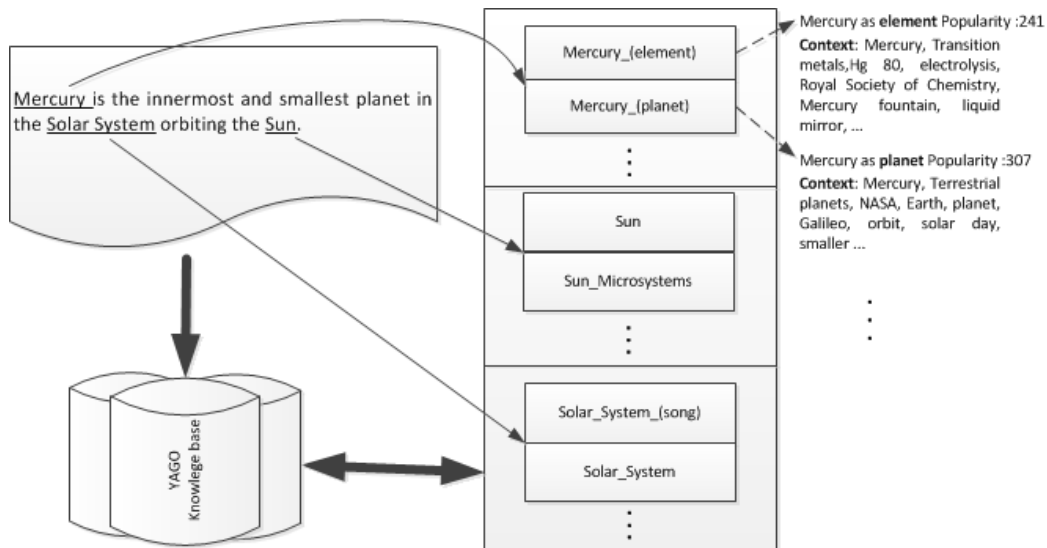 Mercury is the innermost and smallest planet in
the Solar System orbiting the Sun.
YAGO
Knowlege base
Mercury_(element)
Mercury_(planet)
Sun
Sun_Microsystems
Solar_System_(song)
Solar_System
Mercury as element Popularity :241
Context: Mercury, Transition
metals,Hg 80, electrolysis,
Royal Society of Chemistry,
Mercury fountain, liquid
mirror, ...
Mercury as planet Popularity :307
Context: Mercury, Terrestrial
planets, NASA, Earth, planet,
Galileo, orbit, solar day,
smaller ...